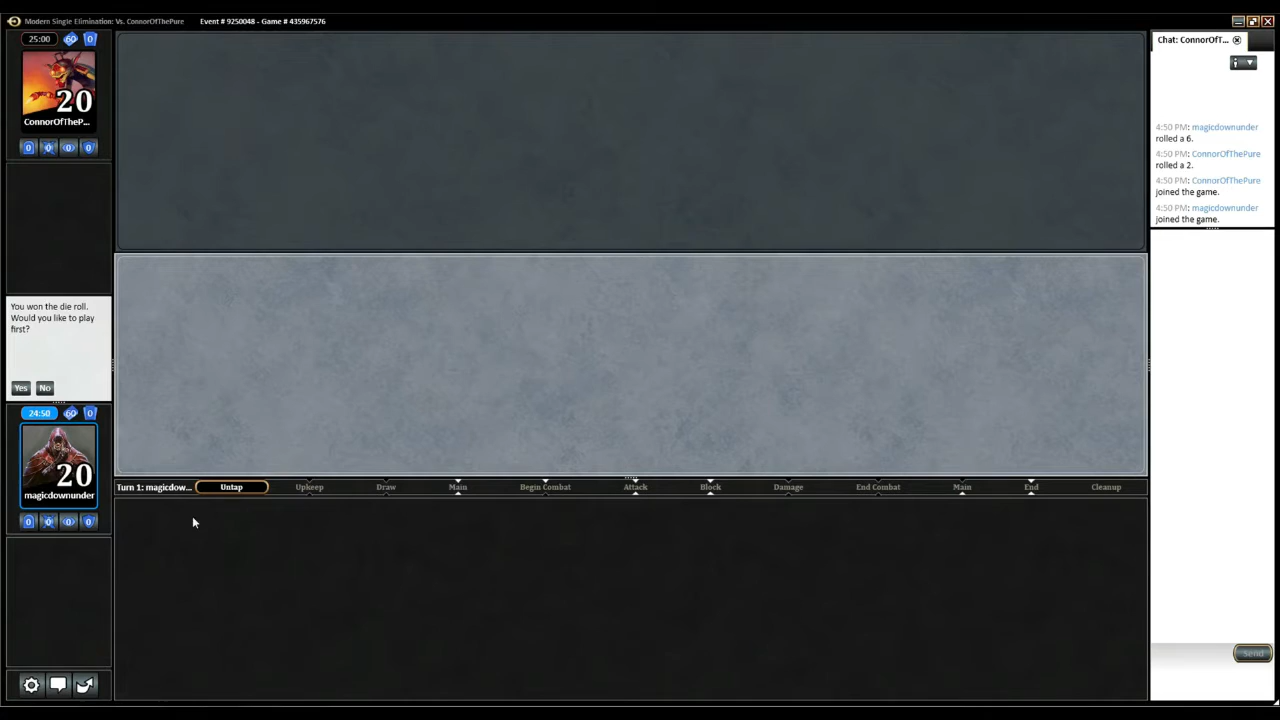 Modern Single Elimination: Vs. ConnorOfThePure
Event # 9250048 - Game # 435967576
25:00 60 0
20
ConnorOfTheP...
0 0 0 0
You won the die roll.
Would you like to play
first?
Yes No
24:50 60 0
20
magicdownunder
0 0 0 0
Turn 1: magicdow... Untap Upkeep Draw Main Begin Combat Attack Block Damage End Combat Main End Cleanup
Chat: ConnorOfT...
4:50 PM: magicdownunder
rolled a 6.
4:50 PM: ConnorOfThePure
rolled a 2.
4:50 PM: ConnorOfThePure
joined the game.
4:50 PM: magicdownunder
joined the game.
Send